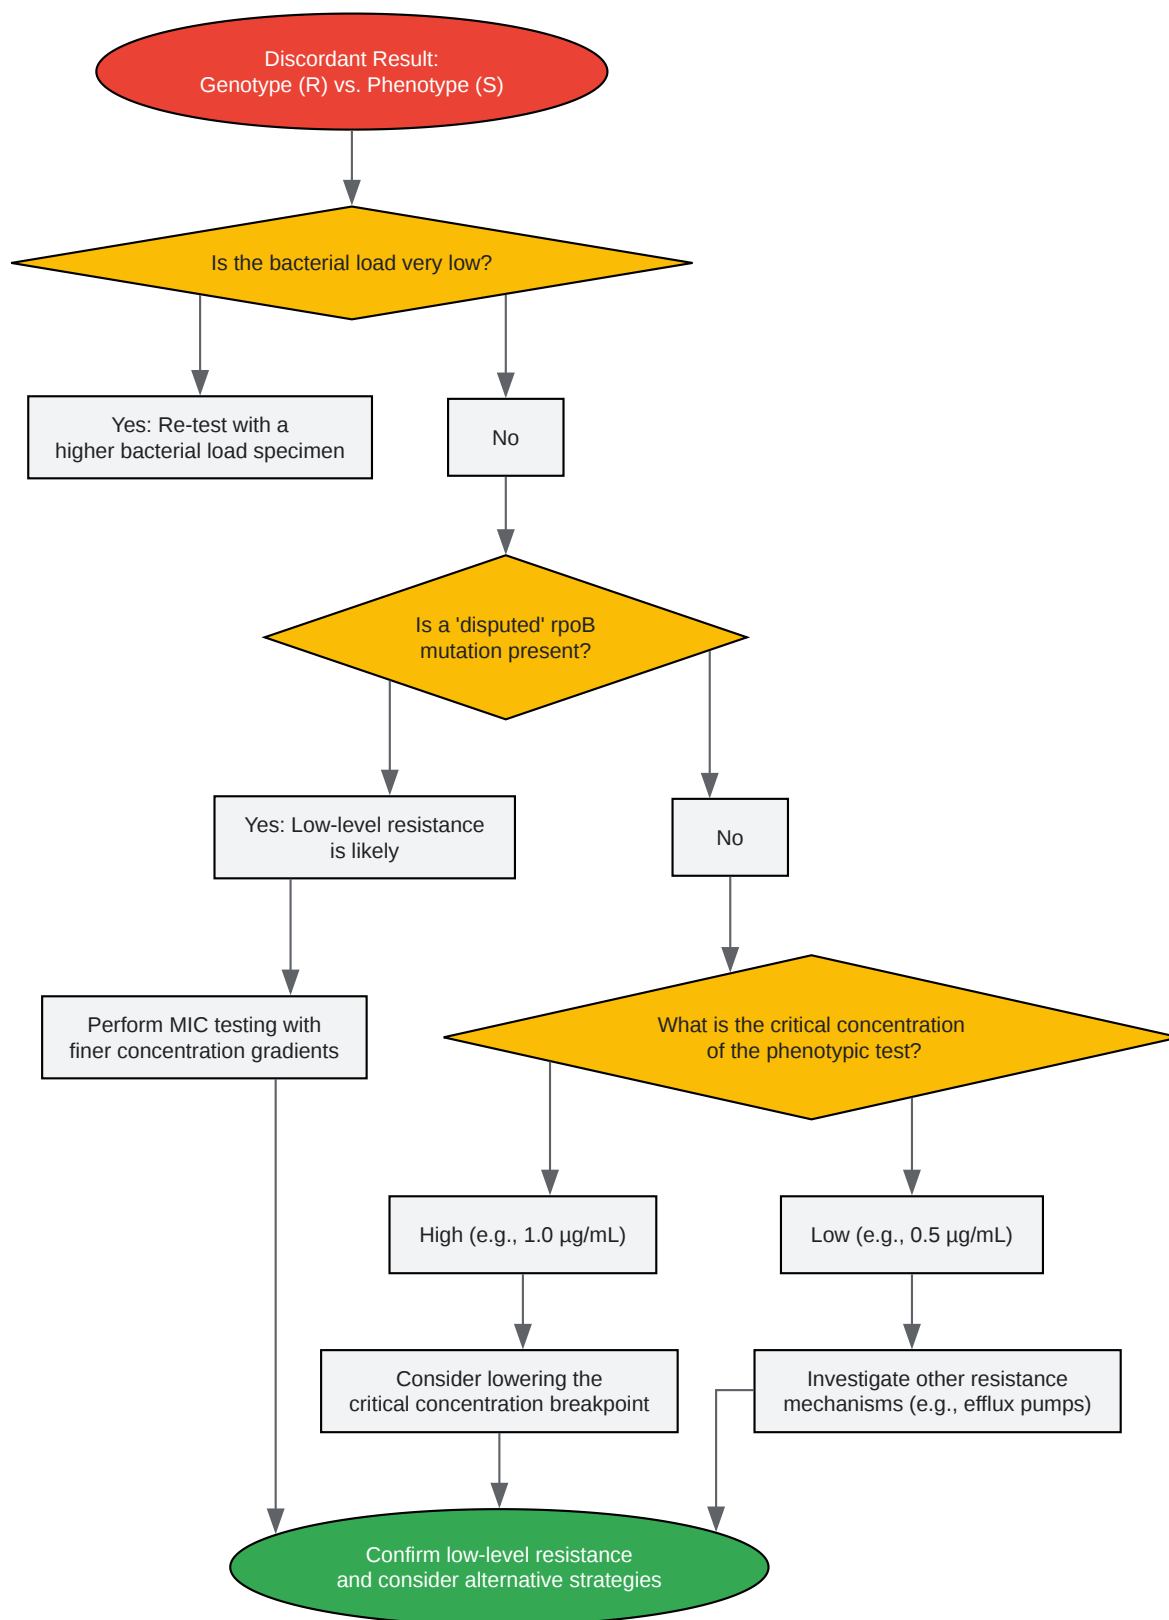 Discordant Result:
Genotype (R) vs. Phenotype (S)
Is the bacterial load very low?
Yes: Re-test with a
higher bacterial load specimen
No
Is a 'disputed' rpoB
mutation present?
Yes: Low-level resistance
is likely
No
Perform MIC testing with
finer concentration gradients
What is the critical concentration
of the phenotypic test?
High (e.g., 1.0 µg/mL)
Low (e.g., 0.5 µg/mL)
Consider lowering the
critical concentration breakpoint
Investigate other resistance
mechanisms (e.g., efflux pumps)
Confirm low-level resistance
and consider alternative strategies